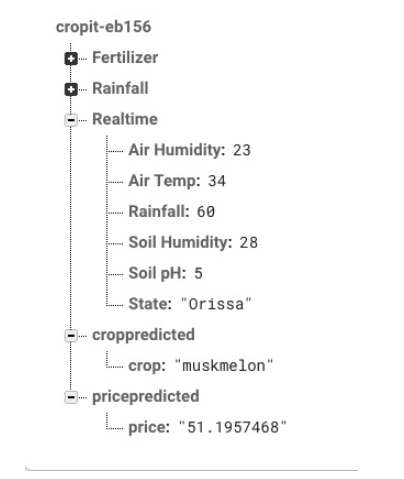 cropit-eb156
Fertilizer
Rainfall
Realtime
Air Humidity: 23
Air Temp: 34
Rainfall: 60
Soil Humidity: 28
Soil pH: 5
State: "Orissa"
croppredicted
crop: "muskmelon"
pricepredicted
price: "51.1957468"